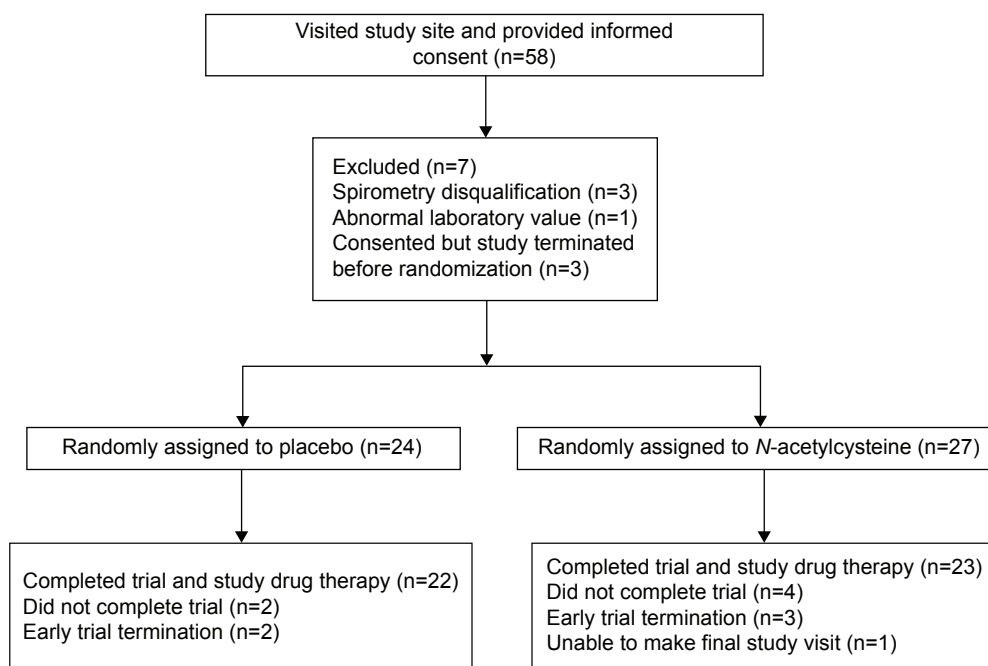 Visited study site and provided informed
consent (n=58)
Excluded (n=7)
Spirometry disqualification (n=3)
Abnormal laboratory value (n=1)
Consented but study terminated
before randomization (n=3)
Randomly assigned to placebo (n=24)
Randomly assigned to N-acetylcysteine (n=27)
Completed trial and study drug therapy (n=22)
Did not complete trial (n=2)
Early trial termination (n=2)
Completed trial and study drug therapy (n=23)
Did not complete trial (n=4)
Early trial termination (n=3)
Unable to make final study visit (n=1)